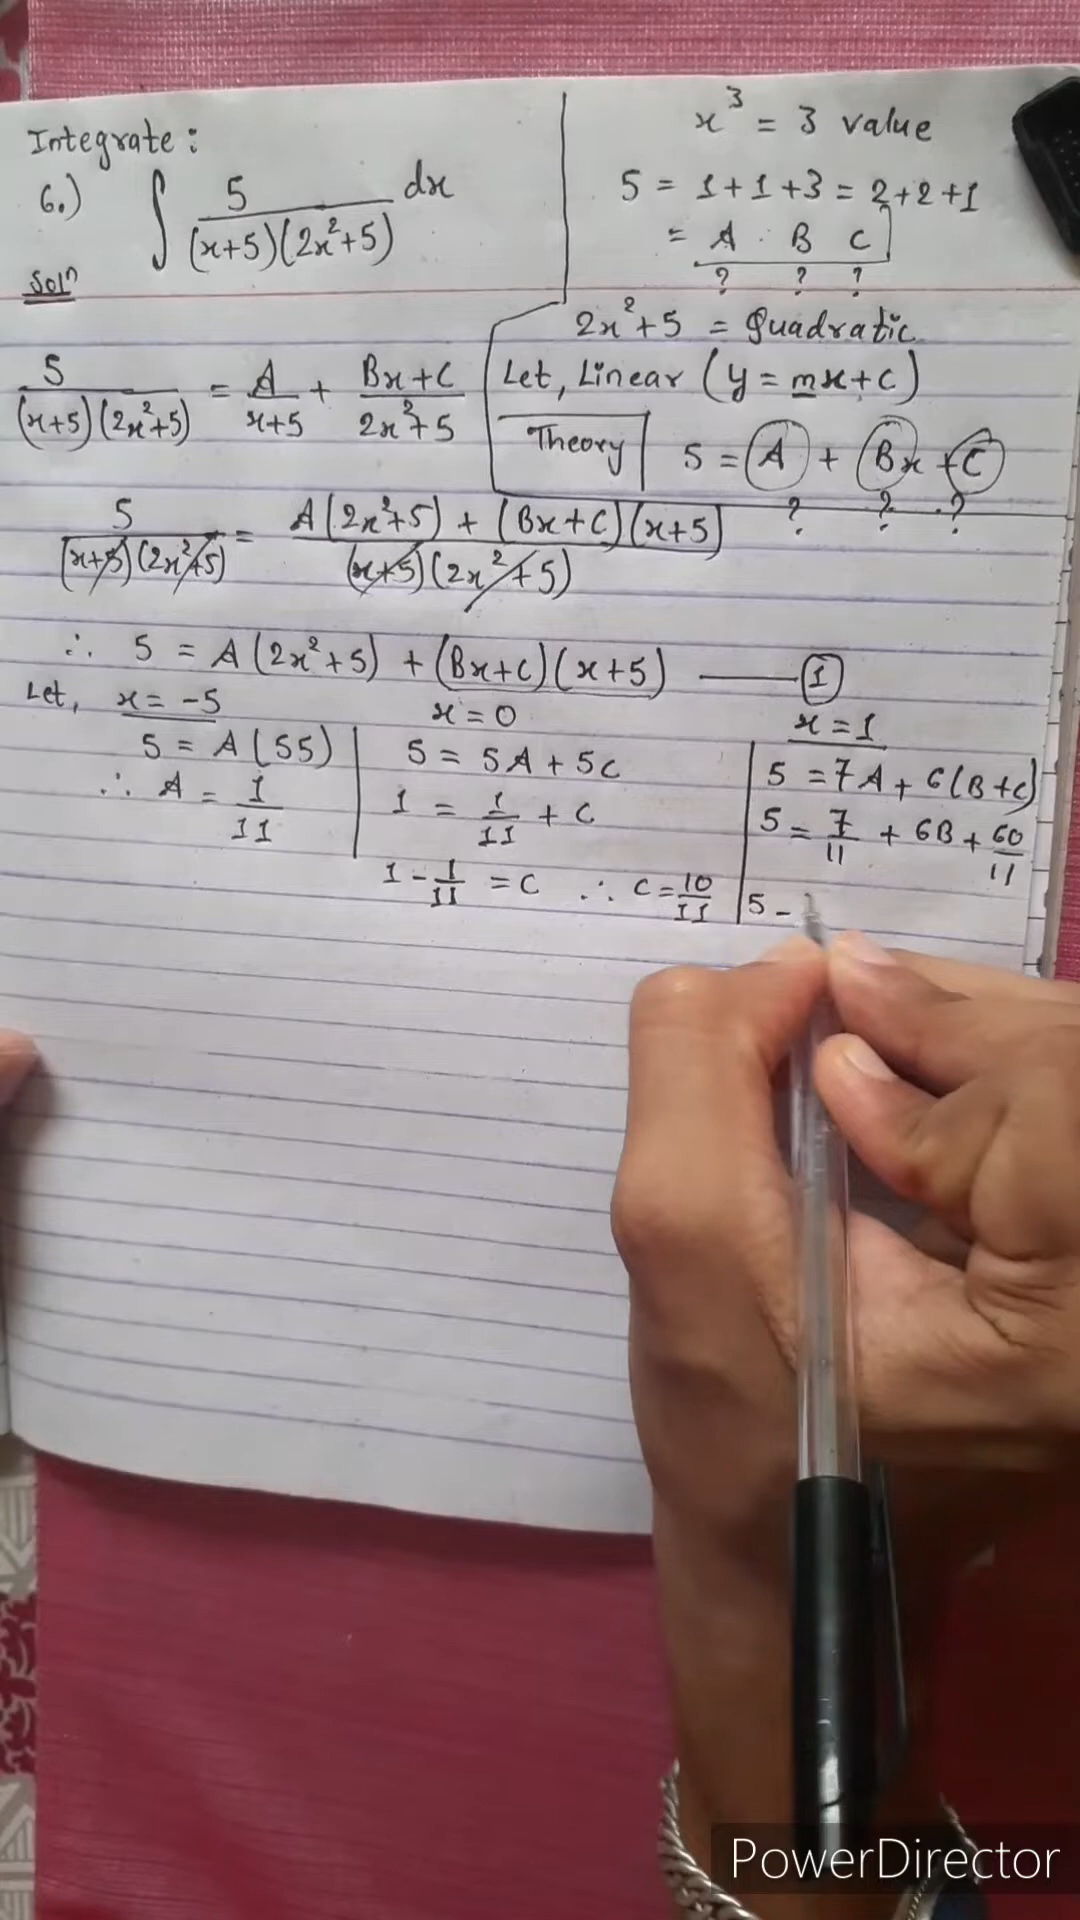 Integrate :
6.) ∫ 5/((x+5)(2x²+5)) dx
Solⁿ
x³ = 3 value
5 = 1+1+3 = 2+2+1
= A . B C
? ? ?
2x²+5 = Quadratic
Let, Linear (y = mx+c)
Theory 5 = A + Bx + C
? ? ?
5/((x+5)(2x²+5)) = A/(x+5) + (Bx+C)/(2x²+5)
5/((x+5)(2x²+5)) = (A(2x²+5) + (Bx+C)(x+5))/((x+5)(2x²+5))
∴ 5 = A(2x²+5) + (Bx+C)(x+5) —— 1
Let, x = -5
5 = A(55)
∴ A = 1/11
x = 0
5 = 5A + 5C
1 = 1/11 + C
1 - 1/11 = C ∴ C = 10/11
x = 1
5 = 7A + 6(B+C)
5 = 7/11 + 6B + 60/11
5 -
PowerDirector